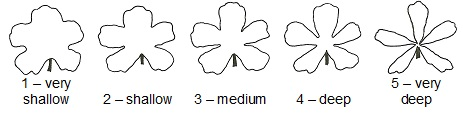 1 – very
shallow
2 – shallow
3 – medium
4 – deep
5 – very
deep